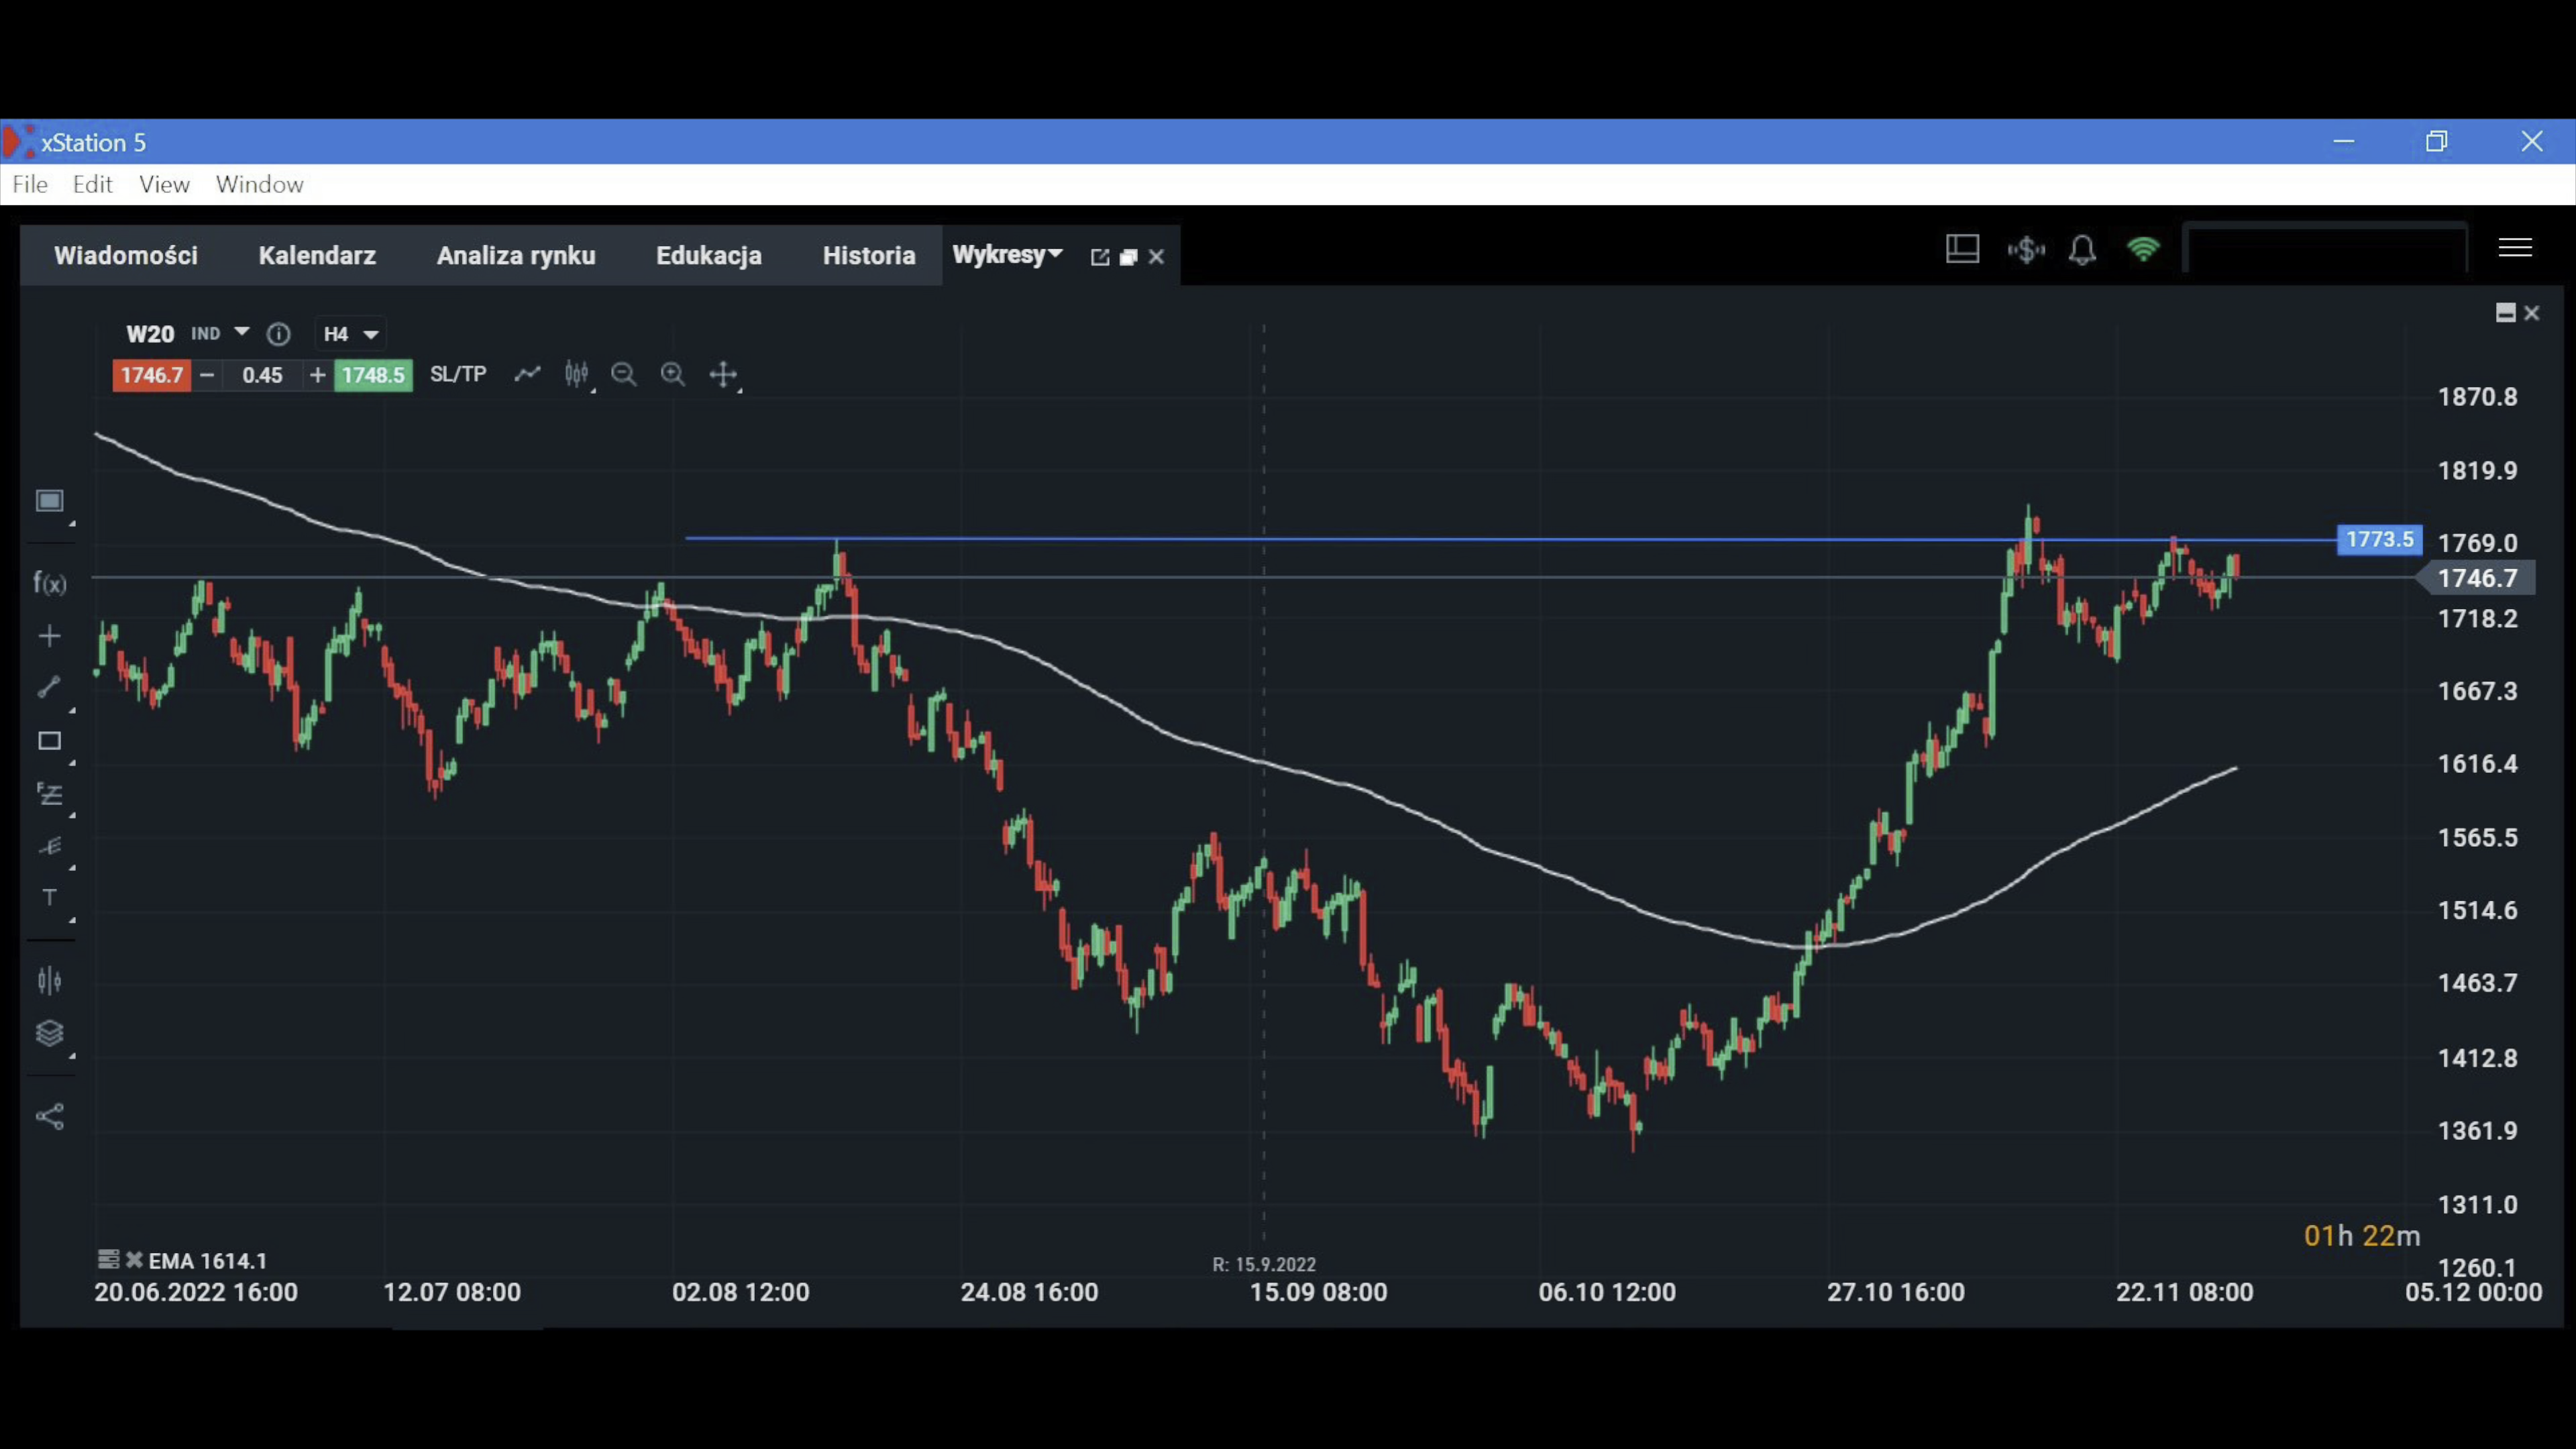 xStation 5
File Edit View Window
Wiadomości Kalendarz Analiza rynku Edukacja Historia Wykresy
W20 IND H4
1746.7 0.45 1748.5 SL/TP
1870.8
1819.9
1773.5 1769.0
f(x) 1746.7
1718.2
1667.3
1616.4
1565.5
T
1514.6
1463.7
1412.8
1361.9
1311.0
01h 22m
EMA 1614.1 R: 15.9.2022 1260.1
20.06.2022 16:00 12.07 08:00 02.08 12:00 24.08 16:00 15.09 08:00 06.10 12:00 27.10 16:00 22.11 08:00 05.12 00:00